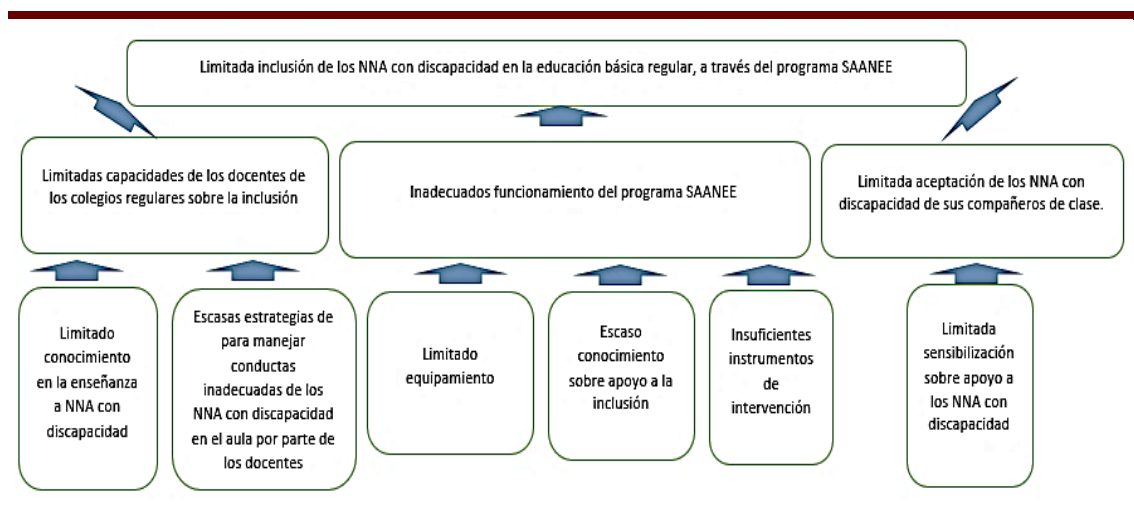 Limitada inclusión de los NNA con discapacidad en la educación básica regular, a través del programa SAANEE
Limitadas capacidades de los docentes de
los colegios regulares sobre la inclusión
Inadecuados funcionamiento del programa SAANEE
Limitada aceptación de los NNA con
discapacidad de sus compañeros de clase.
Limitado
conocimiento
en la enseñanza
a NNA con
discapacidad
Escasas estrategias de
para manejar
conductas
inadecuadas de los
NNA con discapacidad
en el aula por parte de
los docentes
Limitado
equipamiento
Escaso
conocimiento
sobre apoyo a la
inclusión
Insuficientes
instrumentos
de
intervención
Limitada
sensibilización
sobre apoyo a
los NNA con
discapacidad